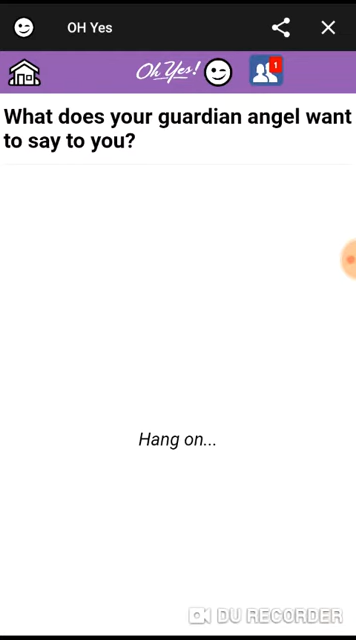 OH Yes
Oh Yes!
1
What does your guardian angel want
to say to you?
Hang on...
DU RECORDER